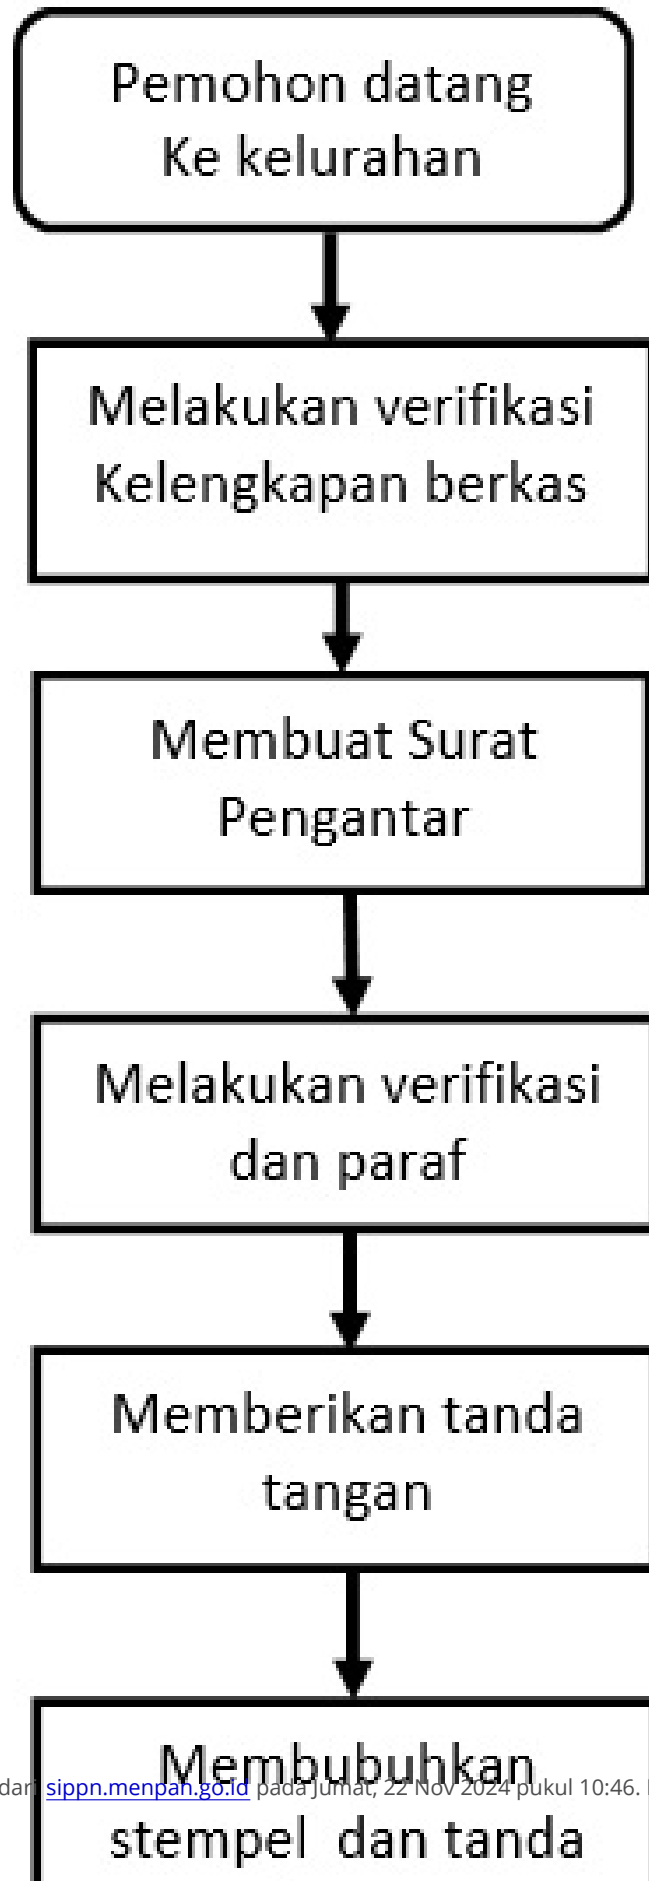 Pemohon datang
Ke kelurahan
Melakukan verifikasi
Kelengkapan berkas
Membuat Surat
Pengantar
Melakukan verifikasi
dan paraf
Memberikan tanda
tangan
Membubuhkan
dari sippn.menpan.go.id pada Jumat, 22 Nov 2024 pukul 10:46.
stempel dan tanda